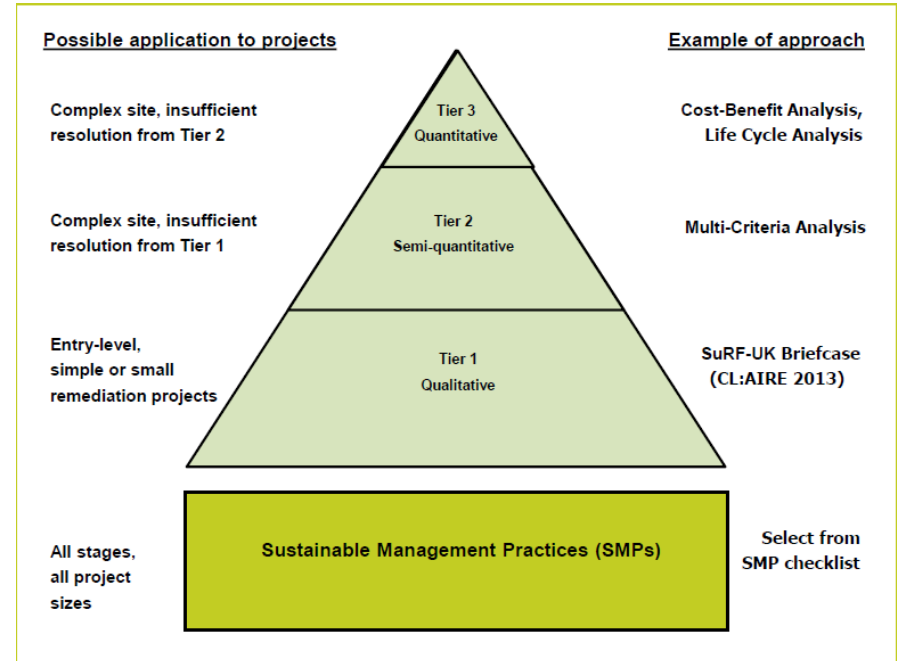 Possible application to projects
Example of approach
Complex site, insufficient
resolution from Tier 2
Tier 3
Quantitative
Cost-Benefit Analysis,
Life Cycle Analysis
Complex site, insufficient
resolution from Tier 1
Tier 2
Semi-quantitative
Multi-Criteria Analysis
Entry-level,
simple or small
remediation projects
Tier 1
Qualitative
SuRF-UK Briefcase
(CL:AIRE 2013)
All stages,
all project
sizes
Sustainable Management Practices (SMPs)
Select from
SMP checklist